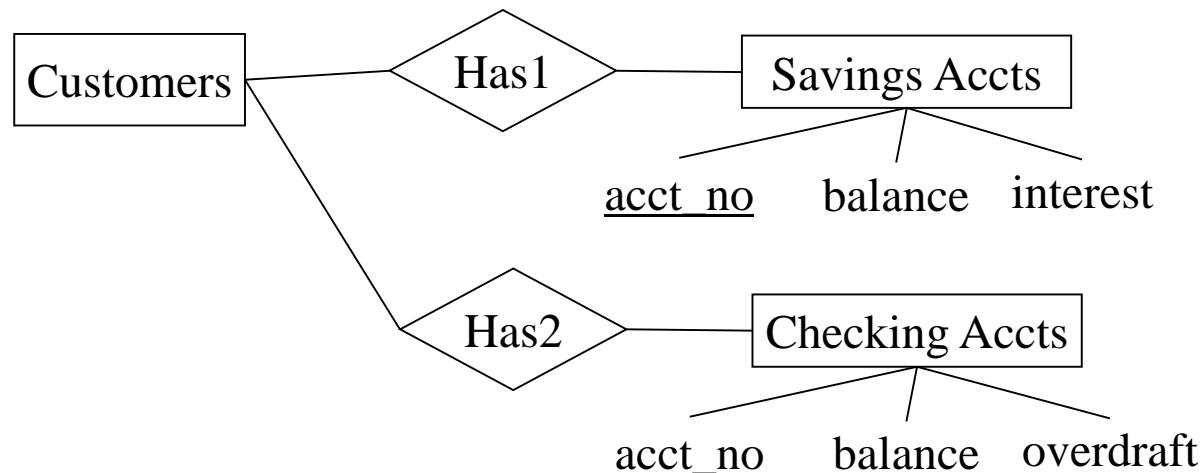 Customers
Has1
Savings Accts
acct_no balance interest
Has2
Checking Accts
acct_no balance overdraft